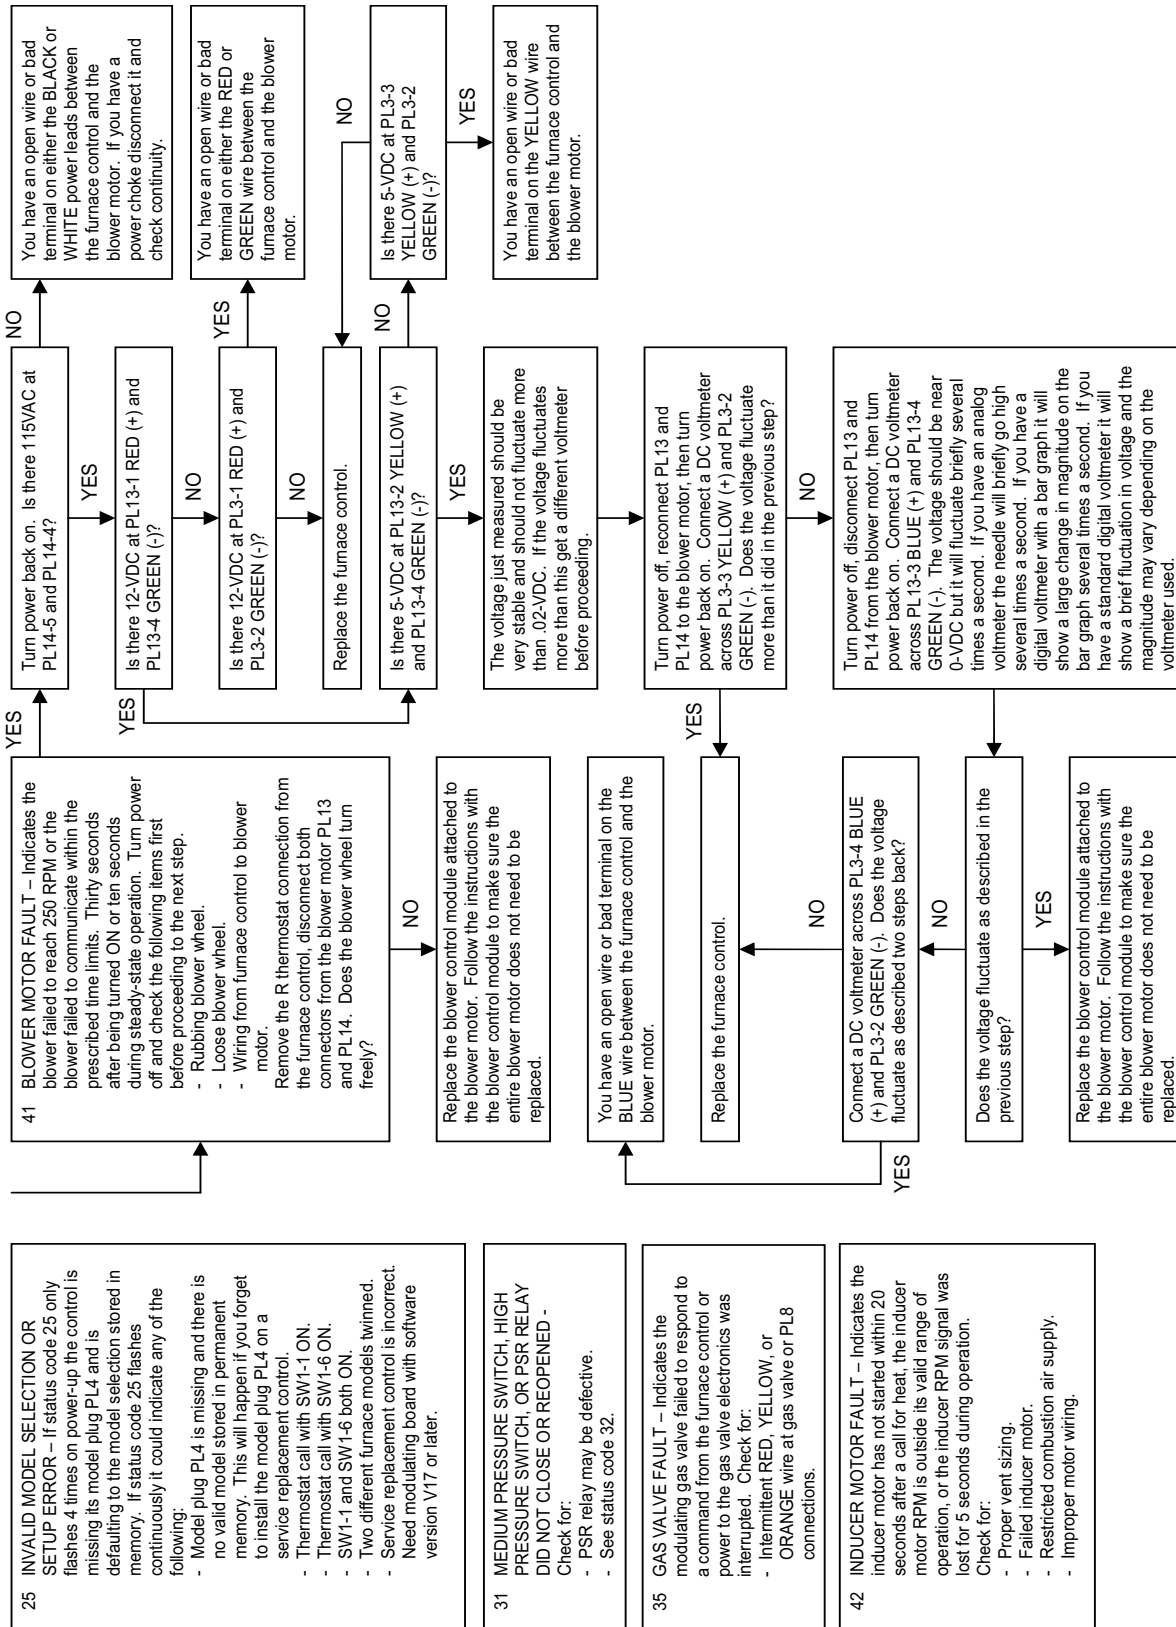 25 INVALID MODEL SELECTION OR
SETUP ERROR – If status code 25 only
flashes 4 times on power-up the control is
missing its model plug PL4 and is
defaulting to the model selection stored in
memory. If status code 25 flashes
continuously it could indicate any of the
following:
- Model plug PL4 is missing and there is
no valid model stored in permanent
memory. This will happen if you forget
to install the model plug PL4 on a
service replacement control.
- Thermostat call with SW1-1 ON.
- Thermostat call with SW1-6 ON.
- SW1-1 and SW1-6 both ON.
- Two different furnace models twinned.
- Service replacement control is incorrect.
Need modulating board with software
version V17 or later.
31 MEDIUM PRESSURE SWITCH, HIGH
PRESSURE SWITCH, OR PSR RELAY
DID NOT CLOSE OR REOPENED -
Check for:
- PSR relay may be defective.
- See status code 32.
35 GAS VALVE FAULT – Indicates the
modulating gas valve failed to respond to
a command from the furnace control or
power to the gas valve electronics was
interrupted. Check for:
- Intermittent RED, YELLOW, or
ORANGE wire at gas valve or PL8
connections.
42 INDUCER MOTOR FAULT – Indicates the
inducer motor has not started within 20
seconds after a call for heat, the inducer
motor RPM is outside its valid range of
operation, or the inducer RPM signal was
lost for 5 seconds during operation.
Check for:
- Proper vent sizing.
- Failed inducer motor.
- Restricted combustion air supply.
- Improper motor wiring.
41 BLOWER MOTOR FAULT – Indicates the
blower failed to reach 250 RPM or the
blower failed to communicate within the
prescribed time limits. Thirty seconds
after being turned ON or ten seconds
during steady-state operation. Turn power
off and check the following items first
before proceeding to the next step.
- Rubbing blower wheel.
- Loose blower wheel.
- Wiring from furnace control to blower
motor.
Remove the R thermostat connection from
the furnace control, disconnect both
connectors from the blower motor PL13
and PL14. Does the blower wheel turn
freely?
YES
NO
Replace the blower control module attached to
the blower motor. Follow the instructions with
the blower control module to make sure the
entire blower motor does not need to be
replaced.
You have an open wire or bad terminal on the
BLUE wire between the furnace control and the
blower motor.
Replace the furnace control.
NO
Connect a DC voltmeter across PL3-4 BLUE
(+) and PL3-2 GREEN (-). Does the voltage
fluctuate as described two steps back?
YES
NO
Does the voltage fluctuate as described in the
previous step?
YES
Replace the blower control module attached to
the blower motor. Follow the instructions with
the blower control module to make sure the
entire blower motor does not need to be
replaced.
Turn power back on. Is there 115VAC at
PL14-5 and PL14-4?
NO
YES
Is there 12-VDC at PL13-1 RED (+) and
PL13-4 GREEN (-)?
YES
NO
Is there 12-VDC at PL3-1 RED (+) and
PL3-2 GREEN (-)?
YES
NO
Replace the furnace control.
Is there 5-VDC at PL13-2 YELLOW (+)
and PL13-4 GREEN (-)?
NO
YES
The voltage just measured should be
very stable and should not fluctuate more
than .02-VDC. If the voltage fluctuates
more than this get a different voltmeter
before proceeding.
Turn power off, reconnect PL13 and
PL14 to the blower motor, then turn
power back on. Connect a DC voltmeter
across PL3-3 YELLOW (+) and PL3-2
GREEN (-). Does the voltage fluctuate
more than it did in the previous step?
YES
NO
Turn power off, disconnect PL13 and
PL14 from the blower motor, then turn
power back on. Connect a DC voltmeter
across PL13-3 BLUE (+) and PL13-4
GREEN (-). The voltage should be near
0-VDC but it will fluctuate briefly several
times a second. If you have an analog
voltmeter the needle will briefly go high
several times a second. If you have a
digital voltmeter with a bar graph it will
show a large change in magnitude on the
bar graph several times a second. If you
have a standard digital voltmeter it will
show a brief fluctuation in voltage and the
magnitude may vary depending on the
voltmeter used.
You have an open wire or bad
terminal on either the BLACK or
WHITE power leads between
the furnace control and the
blower motor. If you have a
power choke disconnect it and
check continuity.
You have an open wire or bad
terminal on either the RED or
GREEN wire between the
furnace control and the blower
motor.
NO
Is there 5-VDC at PL3-3
YELLOW (+) and PL3-2
GREEN (-)?
YES
You have an open wire or bad
terminal on the YELLOW wire
between the furnace control and
the blower motor.